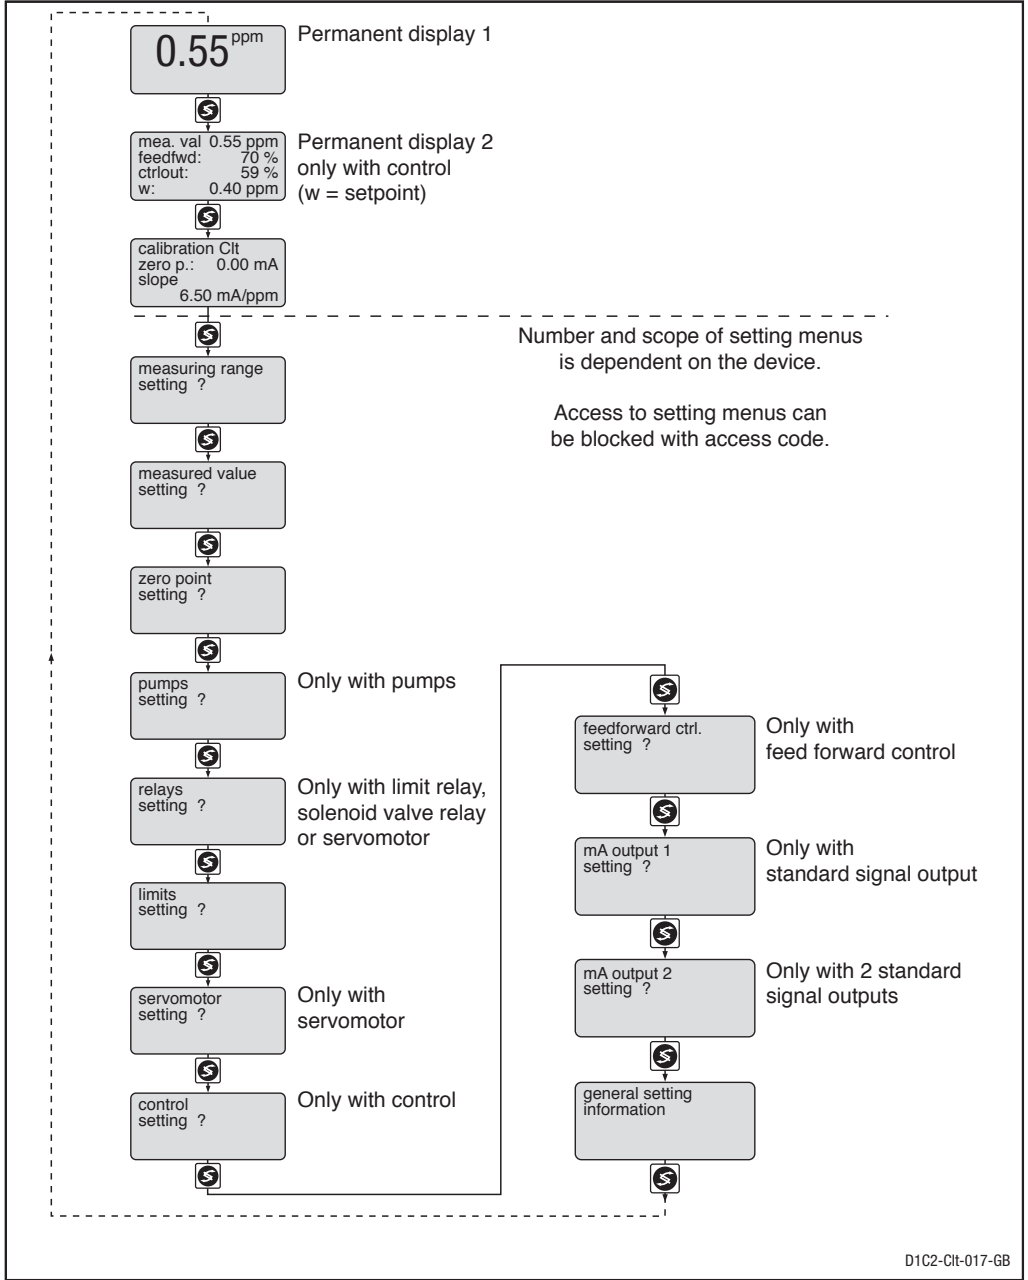 0.55 ppm
Permanent display 1
mea. val 0.55 ppm
feedfwd: 70 %
ctrlout: 59 %
w: 0.40 ppm
Permanent display 2
only with control
(w = setpoint)
calibration Clt
zero p.: 0.00 mA
slope
6.50 mA/ppm
Number and scope of setting menus
is dependent on the device.
Access to setting menus can
be blocked with access code.
measuring range
setting ?
measured value
setting ?
zero point
setting ?
pumps
setting ?
Only with pumps
relays
setting ?
Only with limit relay,
solenoid valve relay
or servomotor
limits
setting ?
servomotor
setting ?
Only with
servomotor
control
setting ?
Only with control
feedforward ctrl.
setting ?
Only with
feed forward control
mA output 1
setting ?
Only with
standard signal output
mA output 2
setting ?
Only with 2 standard
signal outputs
general setting
information
D1C2-Clt-017-GB